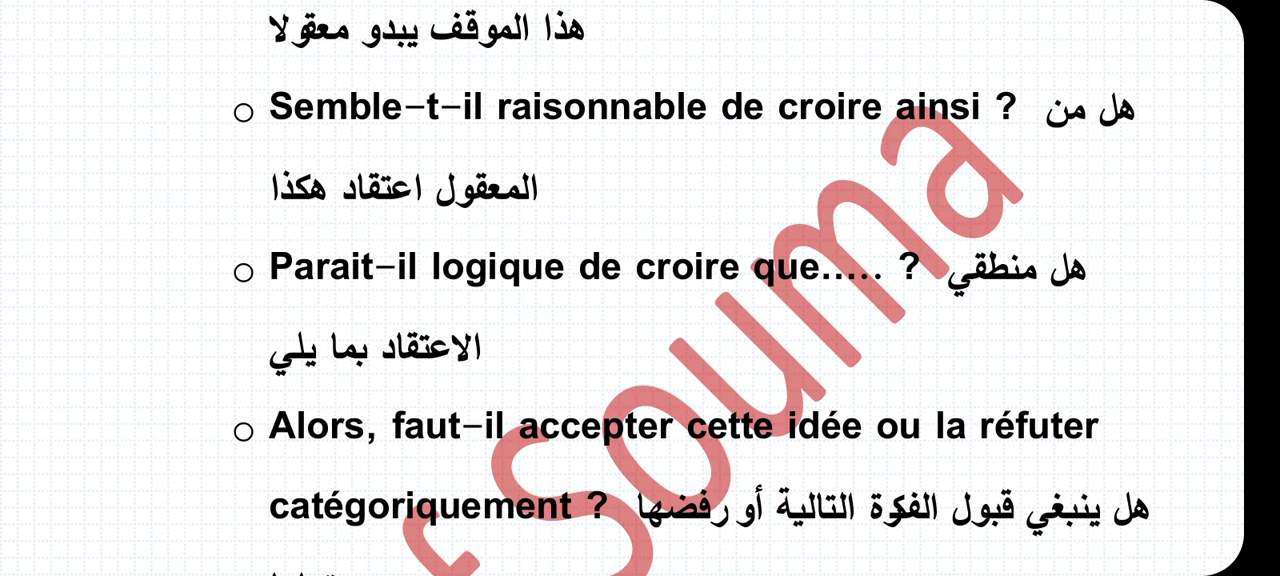 هذا الموقف يبدو معقولا
o Semble-t-il raisonnable de croire ainsi ? هل من
المعقول اعتقاد هكذا
o Parait-il logique de croire que..... ? هل منطقي
الاعتقاد بما يلي
o Alors, faut-il accepter cette idée ou la réfuter
catégoriquement ? هل ينبغي قبول الفكرة التالية أو رفضها
f Souma